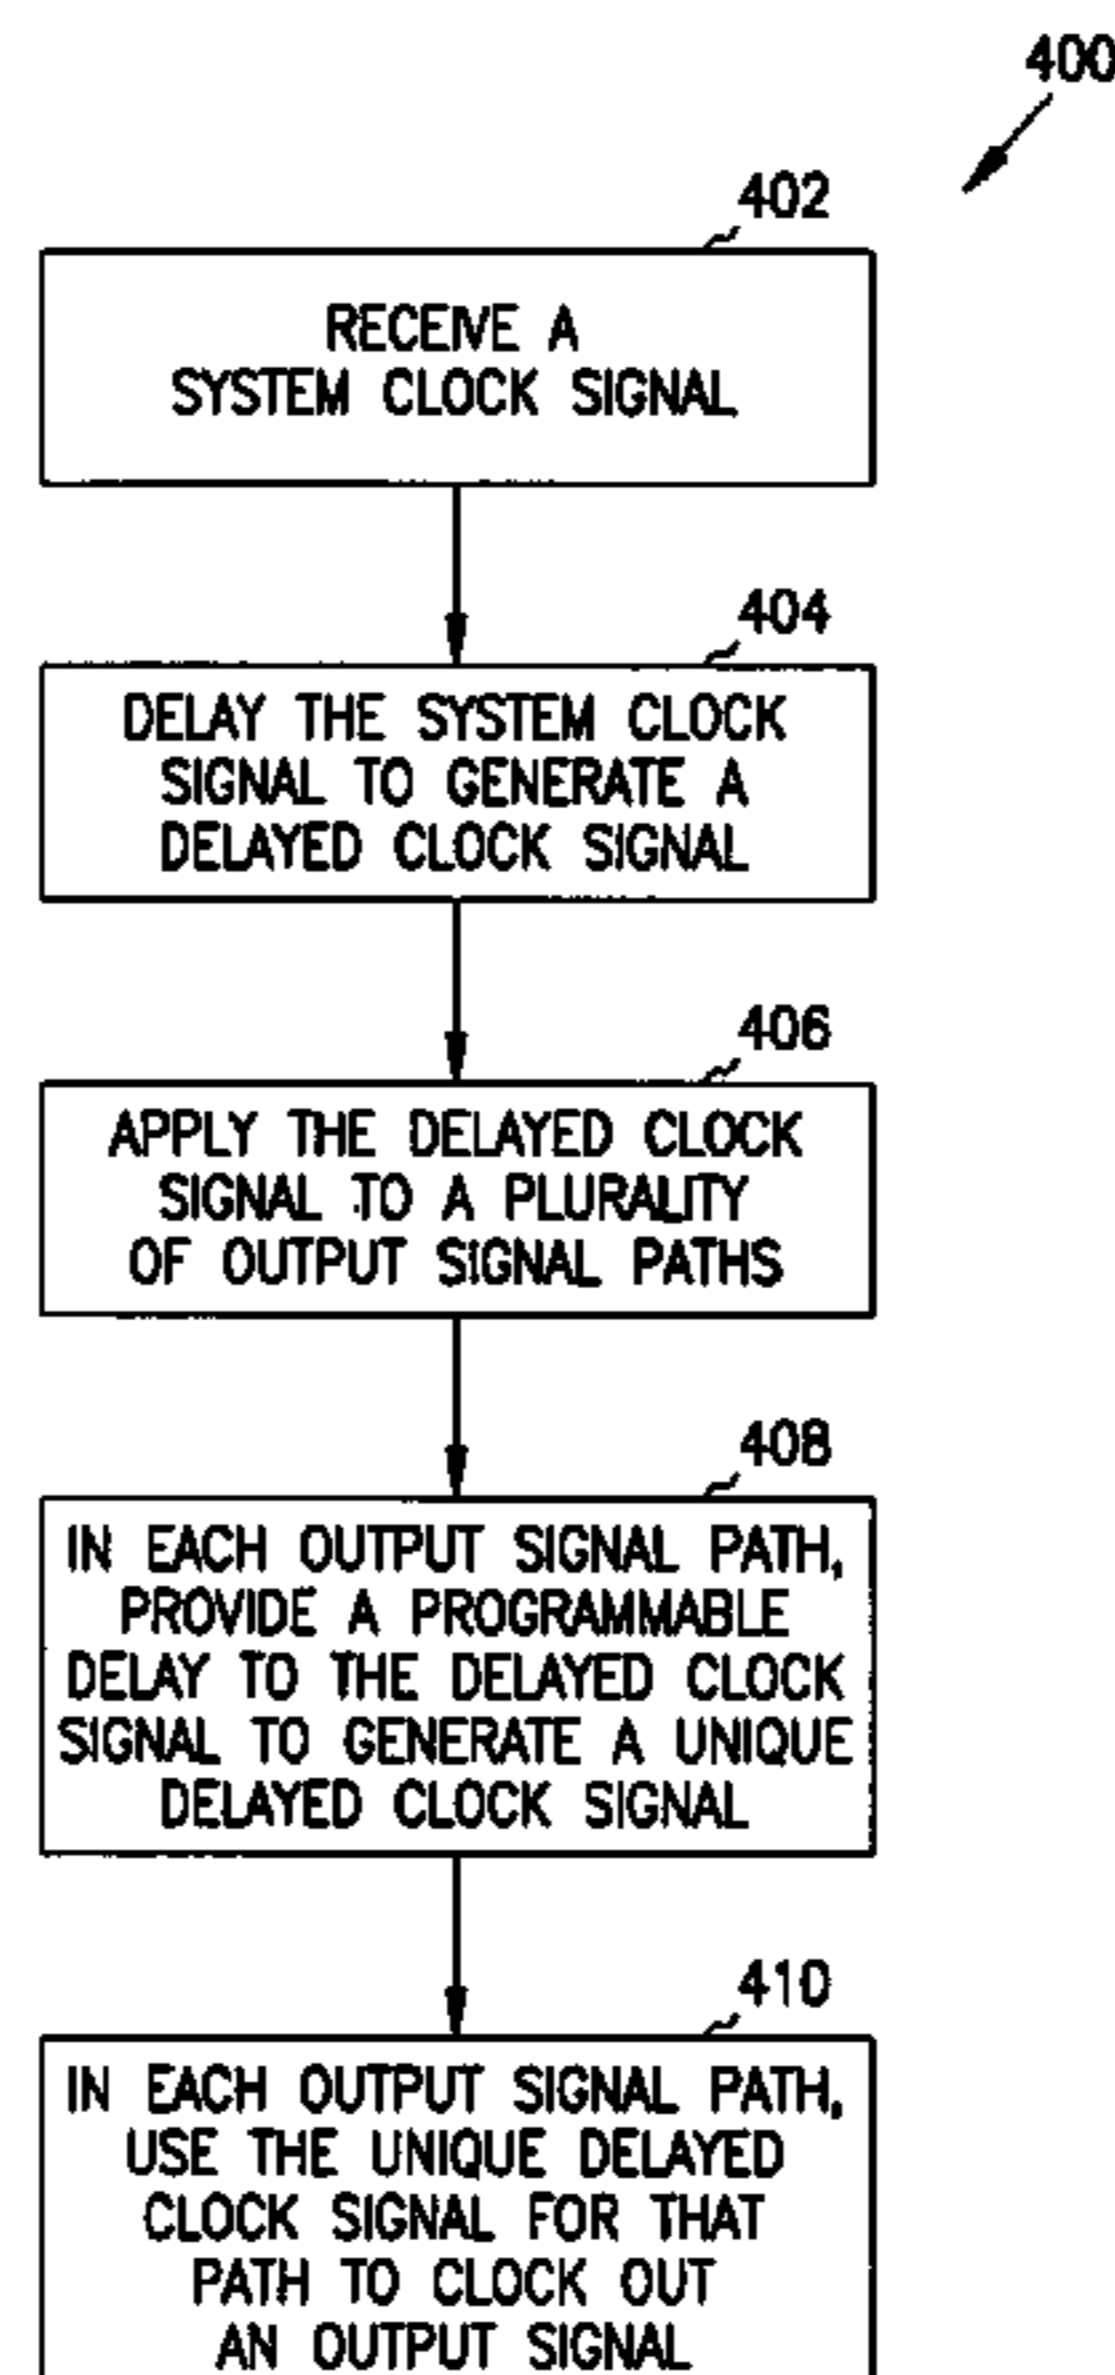 400
402
RECEIVE A
SYSTEM CLOCK SIGNAL
404
DELAY THE SYSTEM CLOCK
SIGNAL TO GENERATE A
DELAYED CLOCK SIGNAL
406
APPLY THE DELAYED CLOCK
SIGNAL TO A PLURALITY
OF OUTPUT SIGNAL PATHS
408
IN EACH OUTPUT SIGNAL PATH,
PROVIDE A PROGRAMMABLE
DELAY TO THE DELAYED CLOCK
SIGNAL TO GENERATE A UNIQUE
DELAYED CLOCK SIGNAL
410
IN EACH OUTPUT SIGNAL PATH,
USE THE UNIQUE DELAYED
CLOCK SIGNAL FOR THAT
PATH TO CLOCK OUT
AN OUTPUT SIGNAL